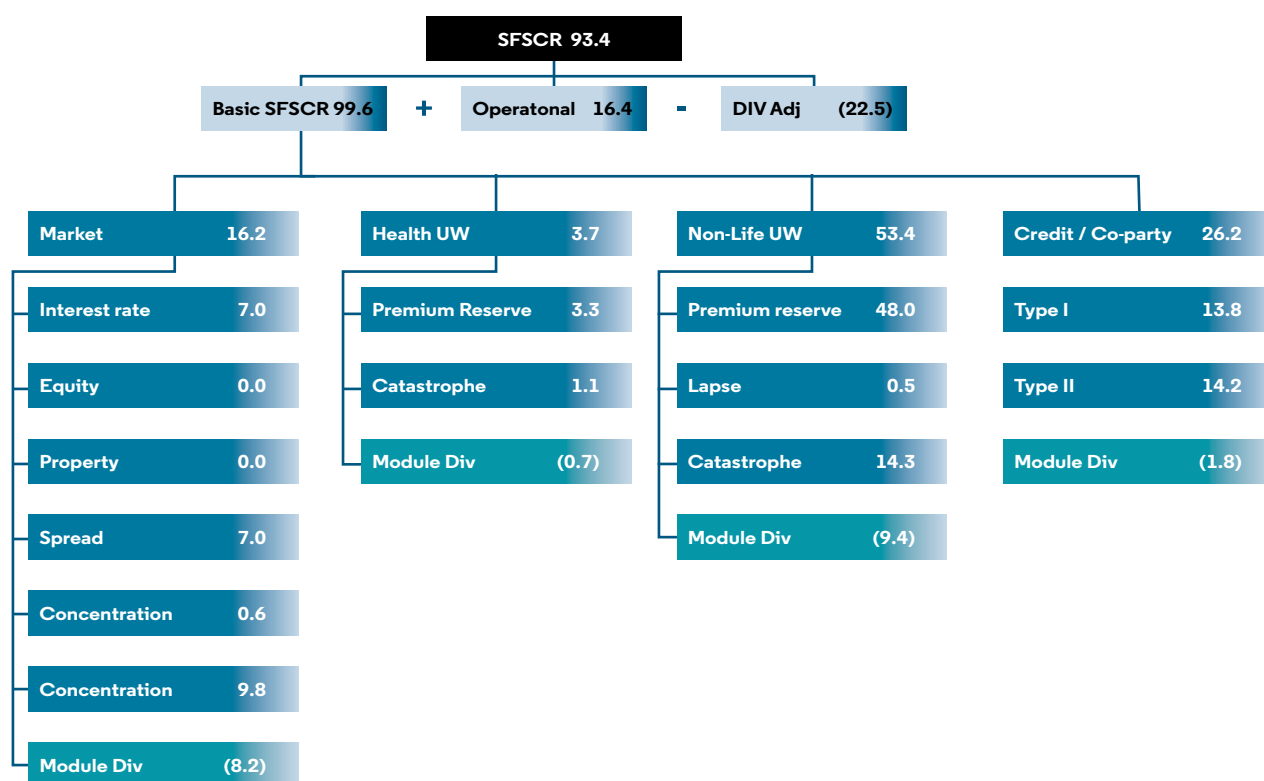 SFSCR 93.4
Basic SFSCR 99.6 + Operatonal 16.4 - DIV Adj (22.5)
Market 16.2
Interest rate 7.0
Equity 0.0
Property 0.0
Spread 7.0
Concentration 0.6
Concentration 9.8
Module Div (8.2)
Health UW 3.7
Premium Reserve 3.3
Catastrophe 1.1
Module Div (0.7)
Non-Life UW 53.4
Premium reserve 48.0
Lapse 0.5
Catastrophe 14.3
Module Div (9.4)
Credit / Co-party 26.2
Type I 13.8
Type II 14.2
Module Div (1.8)